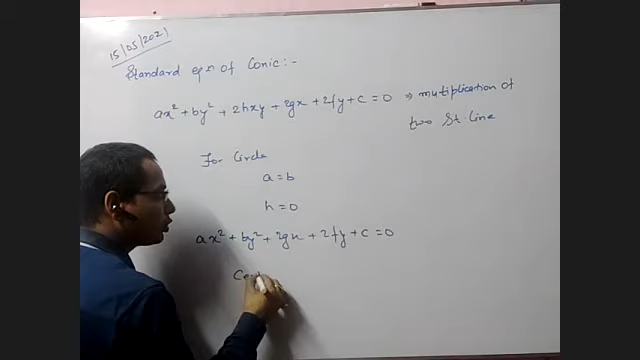 15/05/2021
Standard eqn of Conic:-
ax² + by² + 2hxy + 2gx + 2fy + c = 0 ⇒ mutiplication of
two St. Line
For Circle
a = b
h = 0
ax² + by² + 2gx + 2fy + c = 0